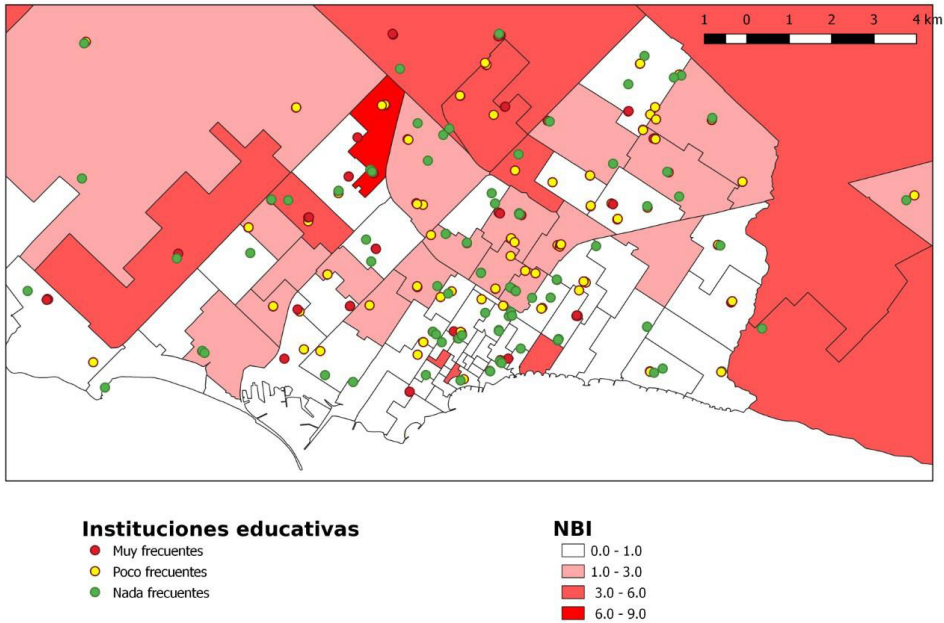 1 0 1 2 3 4 km
Instituciones educativas
Muy frecuentes
Poco frecuentes
Nada frecuentes
NBI
0.0 - 1.0
1.0 - 3.0
3.0 - 6.0
6.0 - 9.0